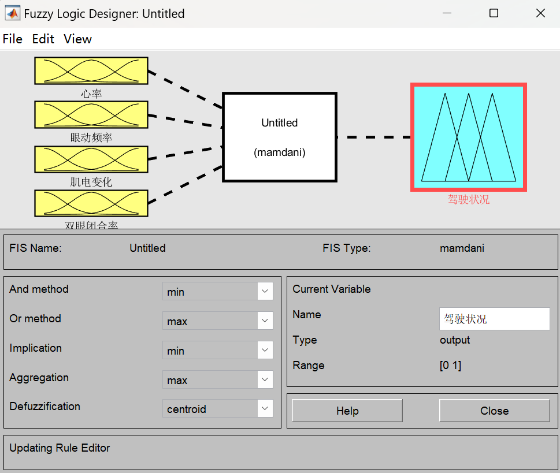 Fuzzy Logic Designer: Untitled
File Edit View
心率
眼动频率
肌电变化
双眼闭合率
Untitled
(mamdani)
驾驶状况
FIS Name: Untitled FIS Type: mamdani
And method min
Or method max
Implication min
Aggregation max
Defuzzification centroid
Current Variable
Name 驾驶状况
Type output
Range [0 1]
Help Close
Updating Rule Editor